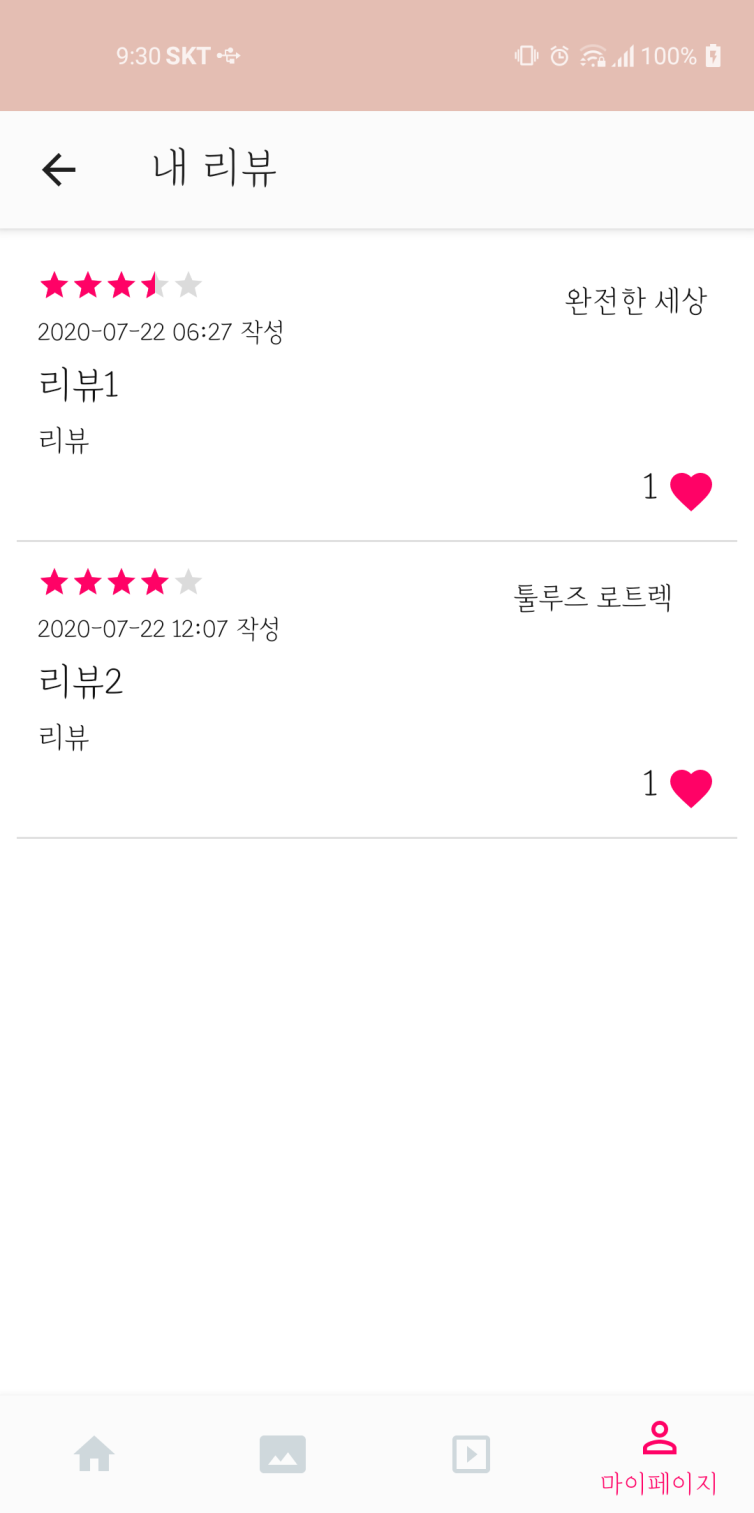 9:30 SKT 100%
내 리뷰
완전한 세상
2020-07-22 06:27 작성
리뷰1
리뷰
1
툴루즈 로트렉
2020-07-22 12:07 작성
리뷰2
리뷰
1
마이페이지